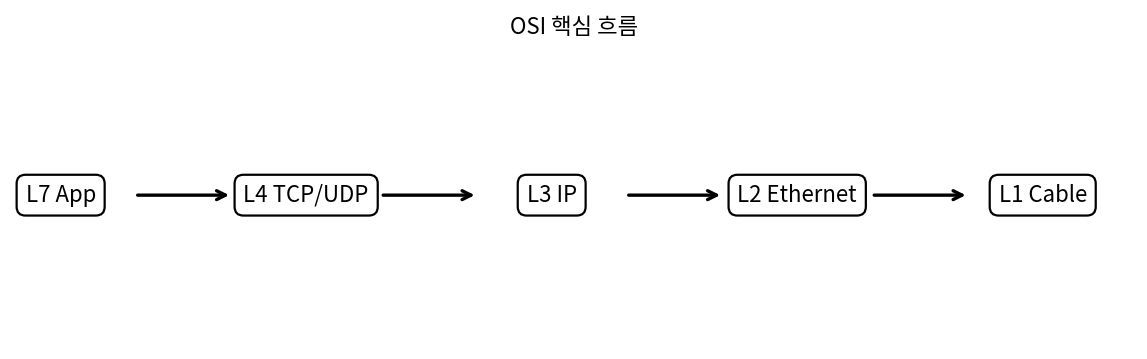 OSI 핵심 흐름
L7 App
L4 TCP/UDP
L3 IP
L2 Ethernet
L1 Cable